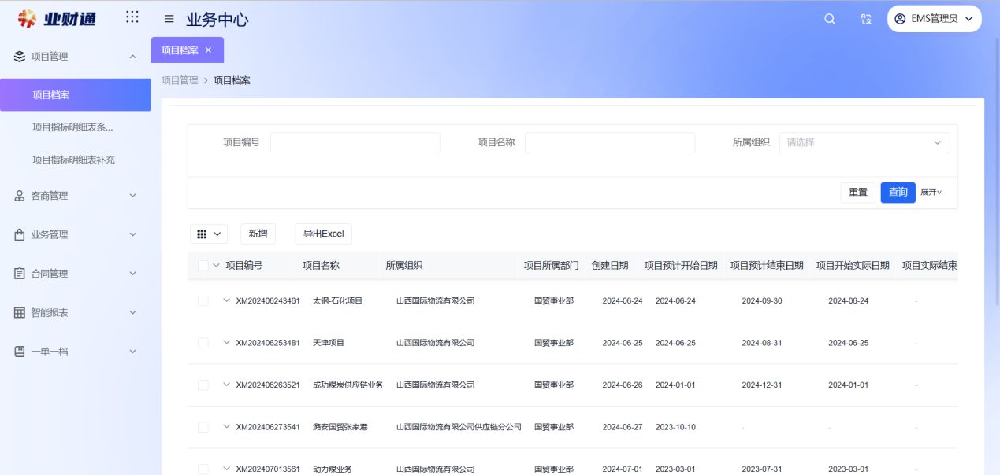 业财通
业务中心
EMS管理员
项目管理
项目档案
项目指标明细表系...
项目指标明细表补充
客商管理
业务管理
合同管理
智能报表
一单一档
项目档案 ×
项目管理 > 项目档案
项目编号 项目名称 所属组织 请选择
重置 查询 展开
新增 导出Excel
项目编号 项目名称 所属组织 项目所属部门 创建日期 项目预计开始日期 项目预计结束日期 项目开始实际日期 项目实际结束
XM202406243461 太钢-石化项目 山西国际物流有限公司 国贸事业部 2024-06-24 2024-06-24 2024-09-30 2024-06-24 -
XM202406253481 天津项目 山西国际物流有限公司 国贸事业部 2024-06-25 2024-06-25 2024-08-31 2024-06-25 -
XM202406263521 成功煤炭供应链业务 山西国际物流有限公司 国贸事业部 2024-06-26 2024-01-01 2024-12-31 2024-01-01 -
XM202406273541 潞安国贸张家港 山西国际物流有限公司供应链分公司 国贸事业部 2024-06-27 2023-10-10 - - -
XM202407013561 动力煤业务 山西国际物流有限公司 国贸事业部 2024-07-01 2023-03-01 2023-07-31 2023-03-01 -